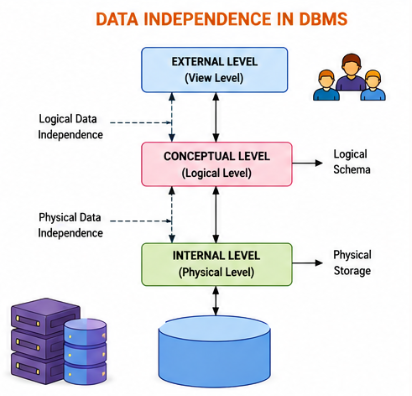 DATA INDEPENDENCE IN DBMS
EXTERNAL LEVEL
(View Level)
Logical Data
Independence
CONCEPTUAL LEVEL
(Logical Level)
Logical
Schema
Physical Data
Independence
INTERNAL LEVEL
(Physical Level)
Physical
Storage